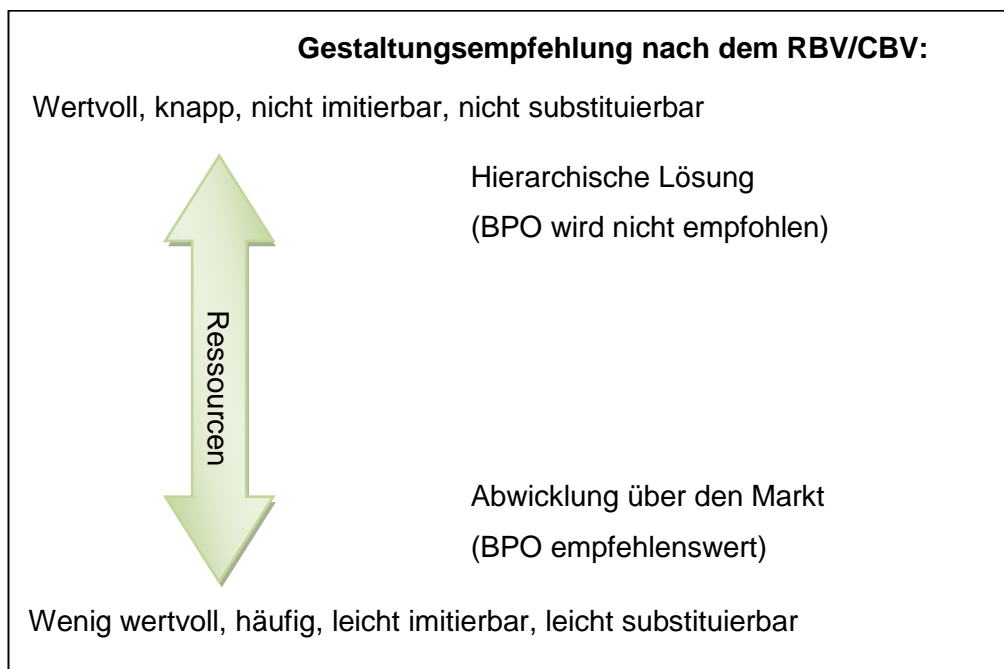 Gestaltungsempfehlung nach dem RBV/CBV:
Wertvoll, knapp, nicht imitierbar, nicht substituierbar
Hierarchische Lösung
(BPO wird nicht empfohlen)
Ressourcen
Abwicklung über den Markt
(BPO empfehlenswert)
Wenig wertvoll, häufig, leicht imitierbar, leicht substituierbar